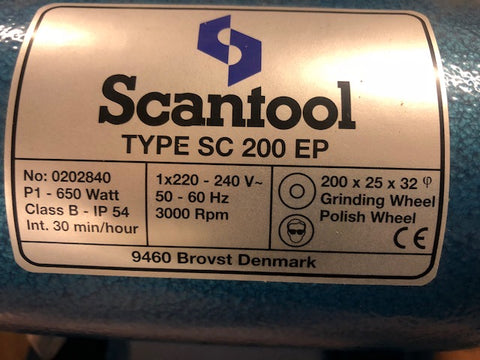 Scantool
TYPE SC 200 EP
No: 0202840
P1 - 650 Watt
Class B - IP 54
Int. 30 min/hour
1x220 - 240 V~
50 - 60 Hz
3000 Rpm
200 x 25 x 32 φ
Grinding Wheel
Polish Wheel
CE
9460 Brovst Denmark